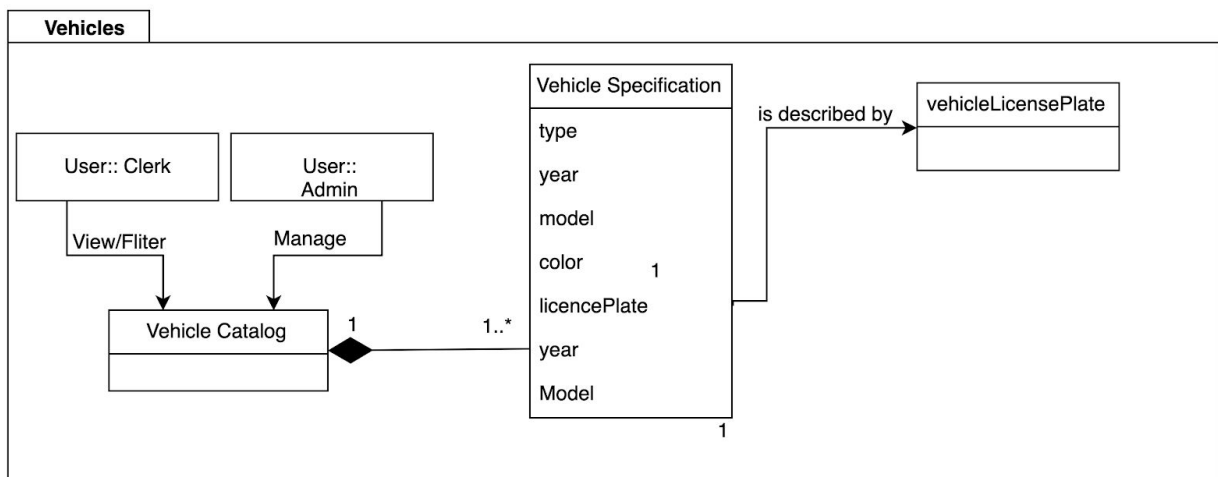 Vehicles
User:: Clerk
User::
Admin
View/Fliter
Manage
Vehicle Catalog
1
1..*
Vehicle Specification
type
year
model
color
1
licencePlate
year
Model
1
is described by
vehicleLicensePlate